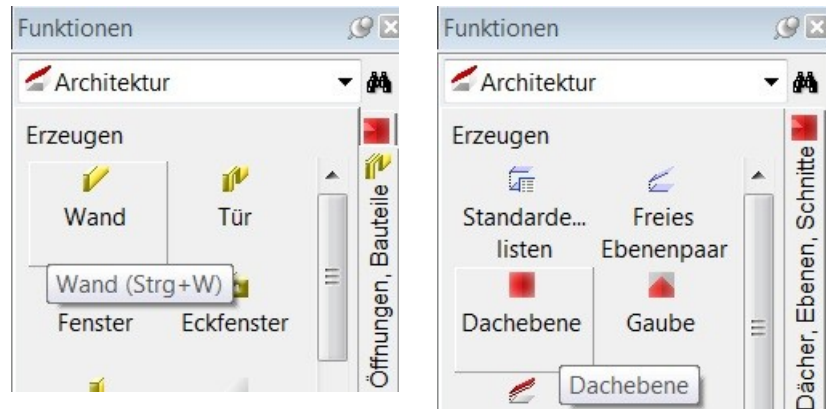 Funktionen
Architektur
Erzeugen
Wand
Tür
Wand (Strg+W)
Fenster
Eckfenster
Öffnungen, Bauteile
Funktionen
Architektur
Erzeugen
Standarde...
listen
Freies
Ebenenpaar
Dachebene
Gaube
Dachebene
Dächer, Ebenen, Schnitte